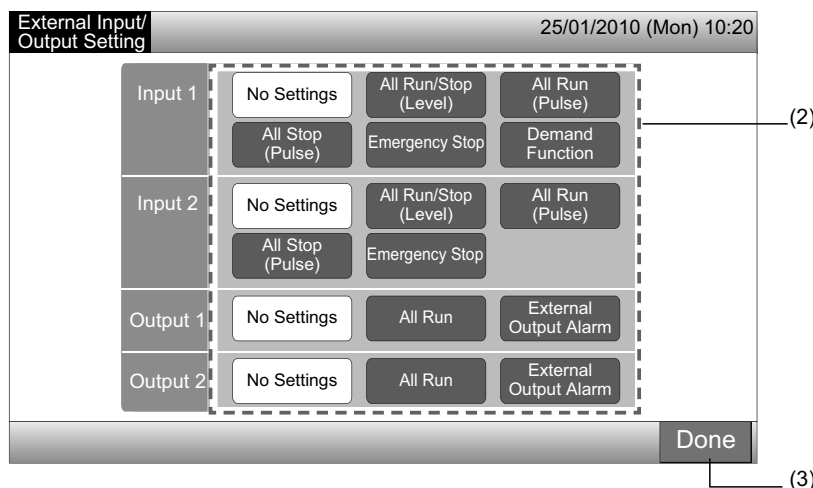 External Input/
Output Setting
25/01/2010 (Mon) 10:20
Input 1
No Settings
All Run/Stop
(Level)
All Run
(Pulse)
All Stop
(Pulse)
Emergency Stop
Demand
Function
(2)
Input 2
No Settings
All Run/Stop
(Level)
All Run
(Pulse)
All Stop
(Pulse)
Emergency Stop
Output 1
No Settings
All Run
External
Output Alarm
Output 2
No Settings
All Run
External
Output Alarm
Done
(3)